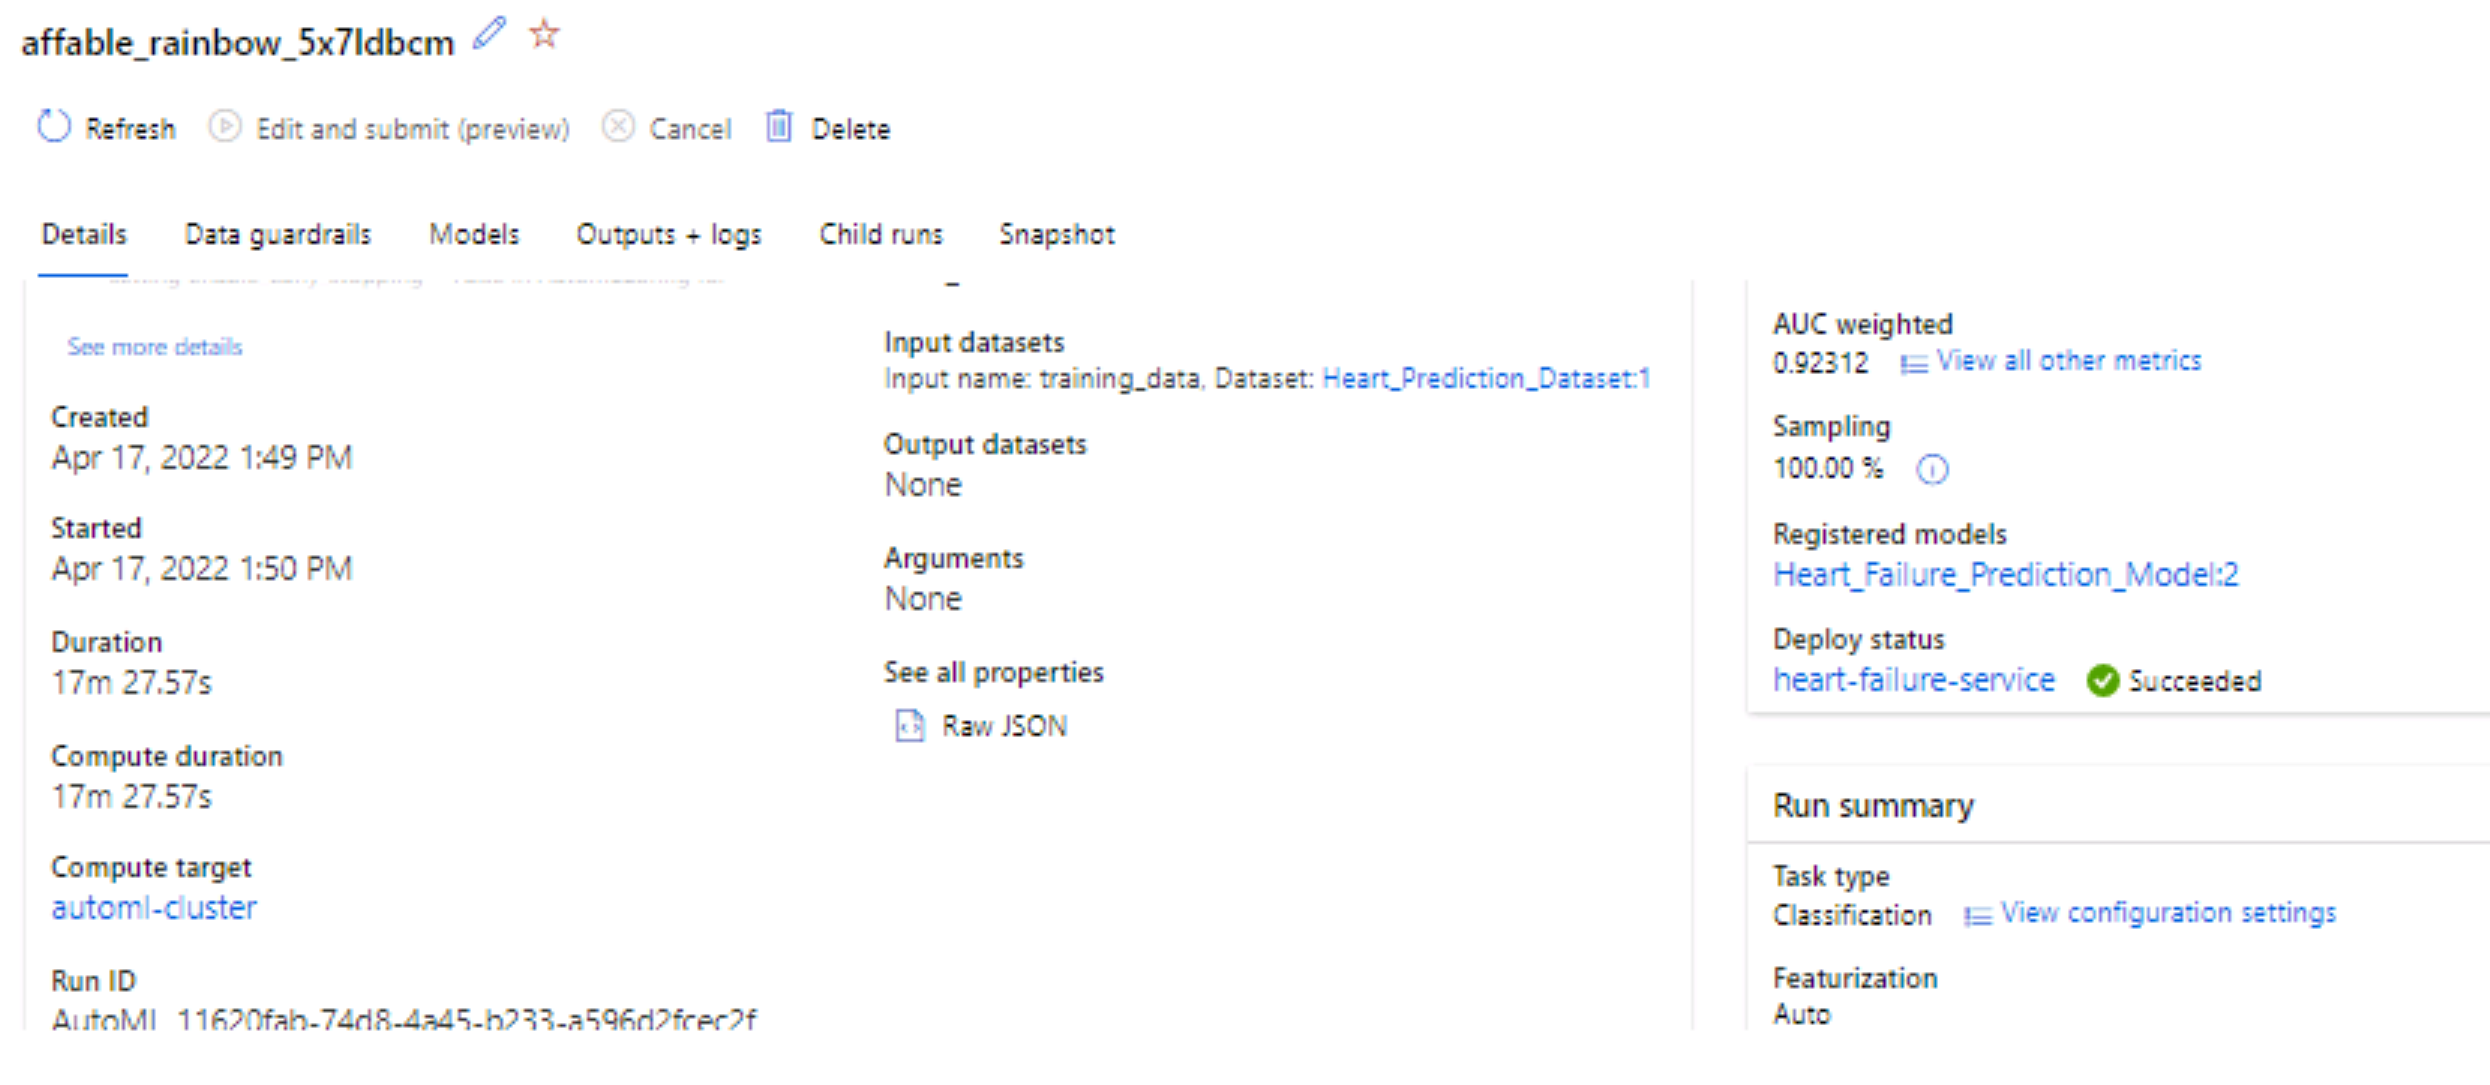 affable_rainbow_5x7ldbcm
Refresh Edit and submit (preview) Cancel Delete
Details Data guardrails Models Outputs + logs Child runs Snapshot
See more details
Created
Apr 17, 2022 1:49 PM
Started
Apr 17, 2022 1:50 PM
Duration
17m 27.57s
Compute duration
17m 27.57s
Compute target
automl-cluster
Run ID
AutoML_11620fab-74d8-4a45-b233-a596d2fcec2f
Input datasets
Input name: training_data, Dataset: Heart_Prediction_Dataset:1
Output datasets
None
Arguments
None
See all properties
Raw JSON
AUC weighted
0.92312 View all other metrics
Sampling
100.00 %
Registered models
Heart_Failure_Prediction_Model:2
Deploy status
heart-failure-service Succeeded
Run summary
Task type
Classification View configuration settings
Featurization
Auto